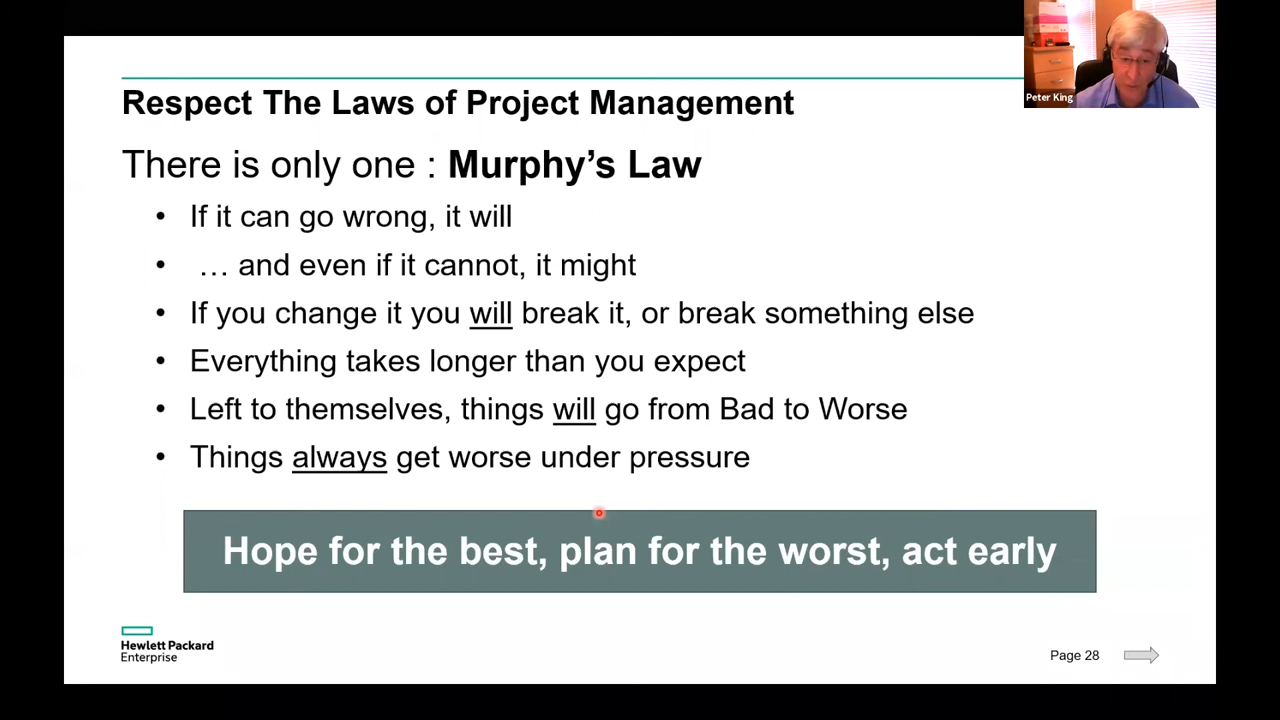 Respect The Laws of Project Management
Peter King
There is only one : Murphy's Law
• If it can go wrong, it will
• … and even if it cannot, it might
• If you change it you will break it, or break something else
• Everything takes longer than you expect
• Left to themselves, things will go from Bad to Worse
• Things always get worse under pressure
Hope for the best, plan for the worst, act early
Hewlett Packard
Enterprise
Page 28